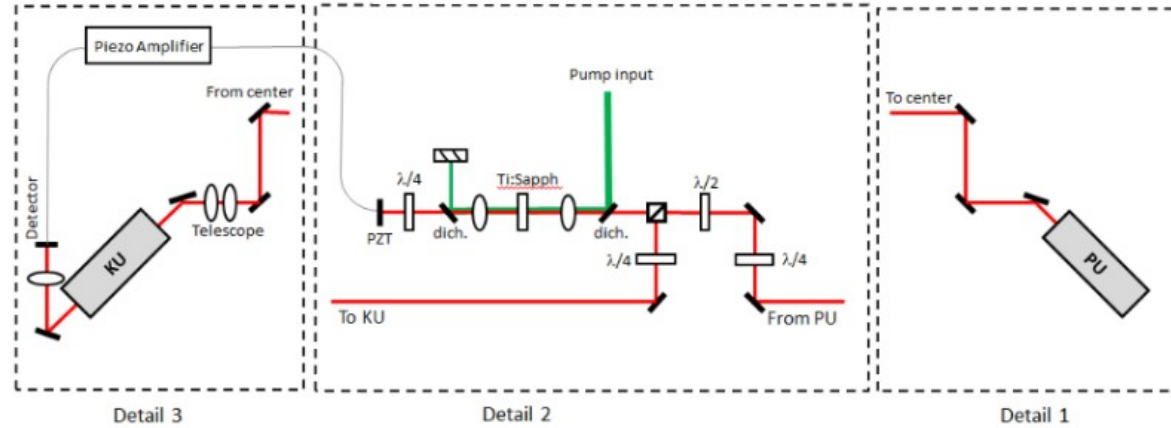 Piezo Amplifier
From center
Detector
Telescope
KU
Detail 3
Pump input
λ/4
Ti:Sapph
λ/2
PZT
dich.
dich.
λ/4
λ/4
To KU
From PU
Detail 2
To center
PU
Detail 1